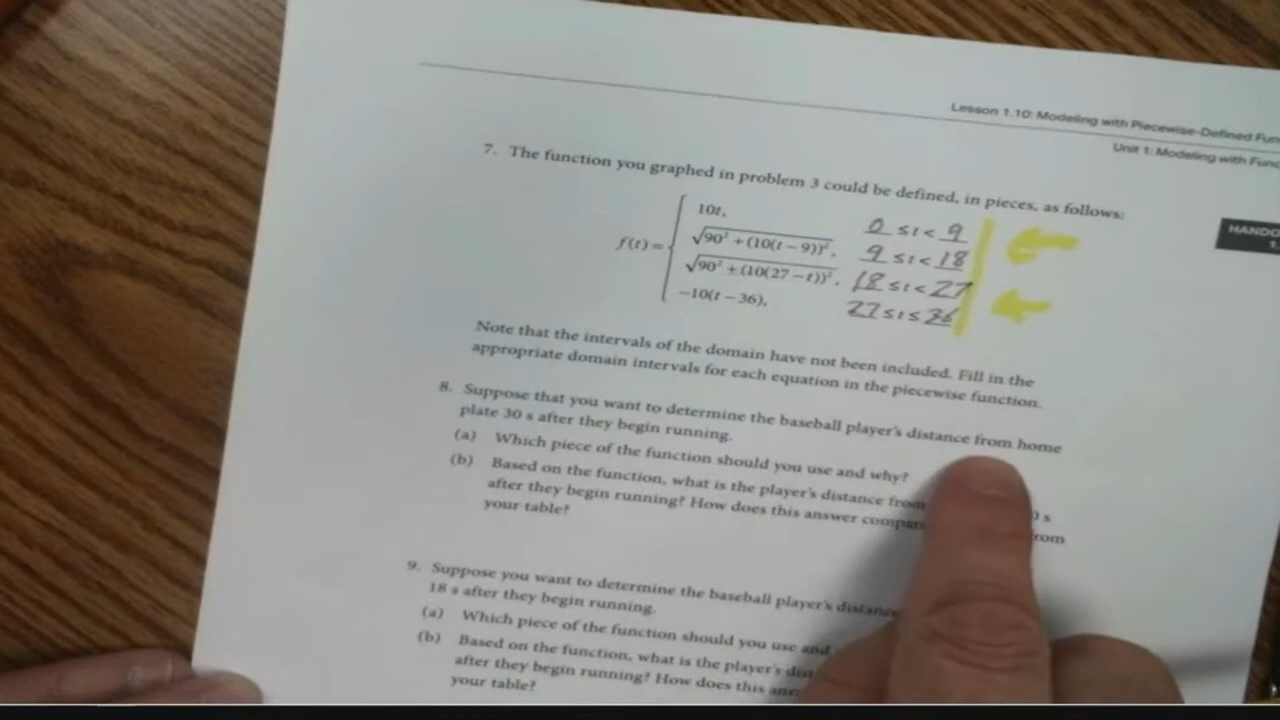 Lesson 1.10: Modeling with Piecewise-Defined
Unit 1: Modeling with
7. The function you graphed in problem 3 could be defined, in pieces, as follows:
f(t) =
10t, 0 ≤ t < 9
√90² + (10(t − 9))², 9 ≤ t < 18
√90² + (10(27 − t))², 18 ≤ t < 27
−10(t − 36), 27 ≤ t ≤ 36
Note that the intervals of the domain have not been included. Fill in the
appropriate domain intervals for each equation in the piecewise function.
8. Suppose that you want to determine the baseball player's distance from home
plate 30 s after they begin running.
(a) Which piece of the function should you use and why?
(b) Based on the function, what is the player's distance from s
after they begin running? How does this answer from
your table?
9. Suppose you want to determine the baseball player's distance
18 s after they begin running.
(a) Which piece of the function should you use and
(b) Based on the function, what is the player's
after they begin running? How does this
your table?